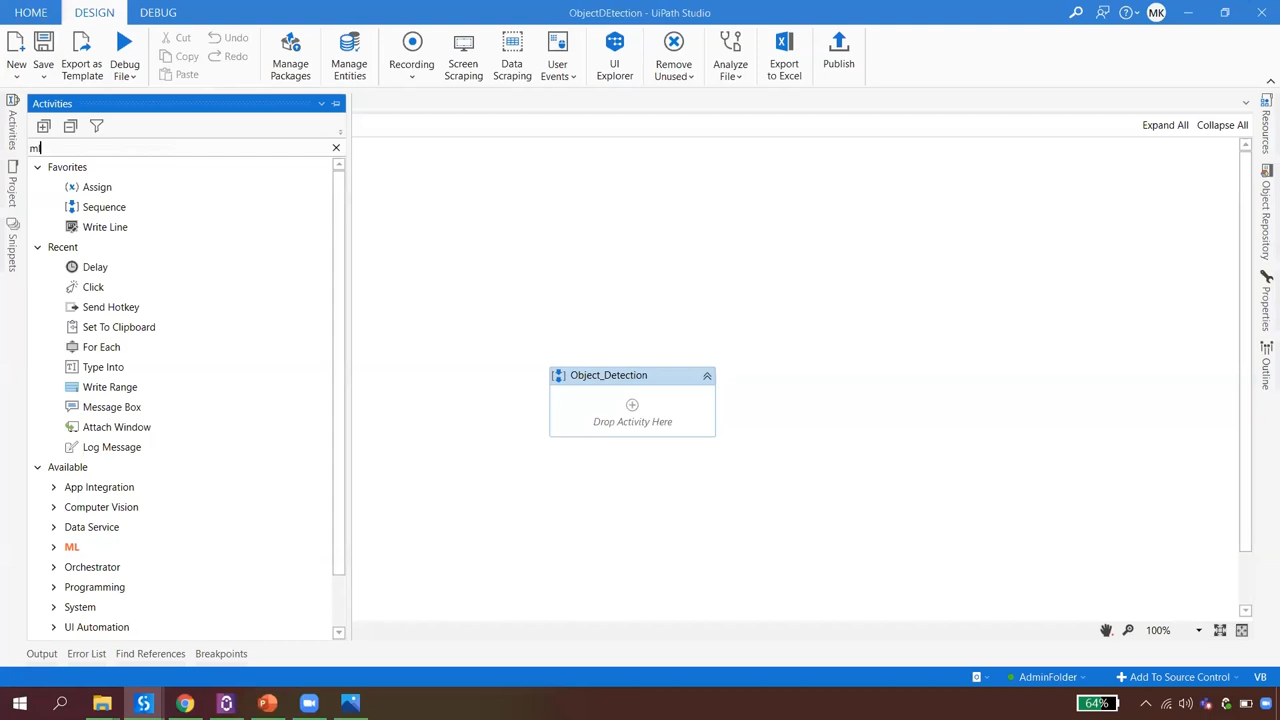 HOME
DESIGN
DEBUG
ObjectDEtection - UiPath Studio
MK
New
Save
Export as Template
Debug File
Cut
Copy
Paste
Undo
Redo
Manage Packages
Manage Entities
Recording
Screen Scraping
Data Scraping
User Events
UI Explorer
Remove Unused
Analyze File
Export to Excel
Publish
Activities
Activities
Project
Snippets
ml
Favorites
Assign
Sequence
Write Line
Recent
Delay
Click
Send Hotkey
Set To Clipboard
For Each
Type Into
Write Range
Message Box
Attach Window
Log Message
Available
App Integration
Computer Vision
Data Service
ML
Orchestrator
Programming
System
UI Automation
Expand All
Collapse All
Object_Detection
Drop Activity Here
Resources
Object Repository
Properties
Outline
100%
Output
Error List
Find References
Breakpoints
0
AdminFolder
Add To Source Control
VB
64%